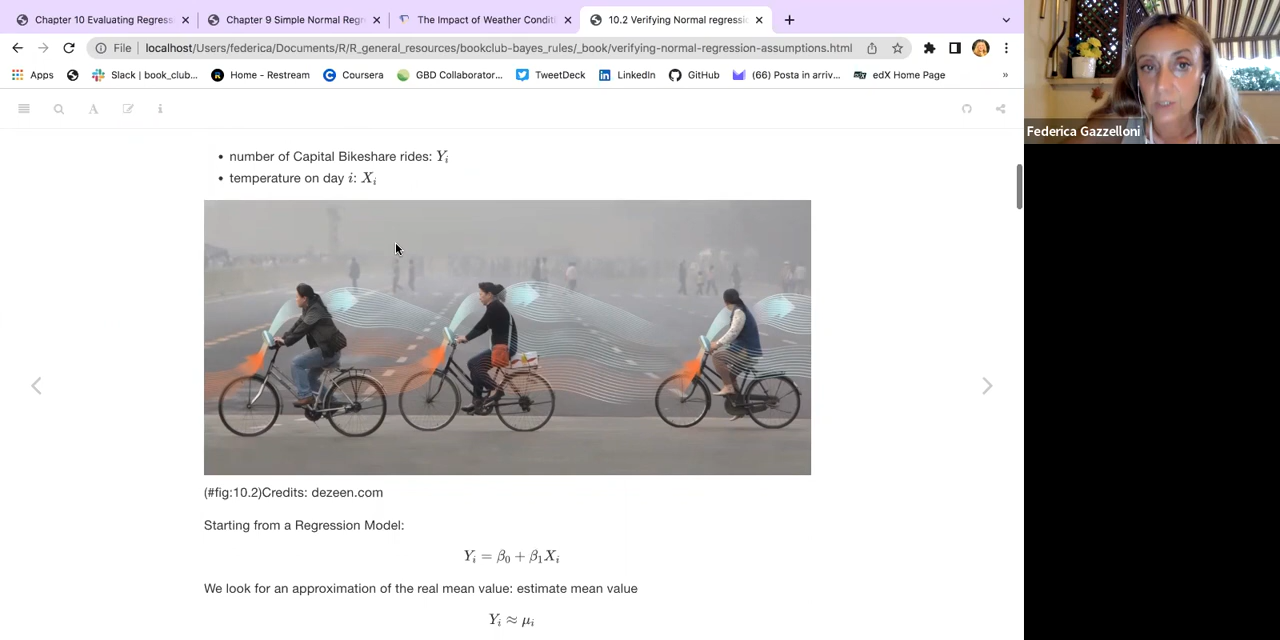 Chapter 10 Evaluating Regress
Chapter 9 Simple Normal Regr
The Impact of Weather Conditi
10.2 Verifying Normal regressi
File
localhost/Users/federica/Documents/R/R_general_resources/bookclub-bayes_rules/_book/verifying-normal-regression-assumptions.html
Apps
Slack | book_club...
Home - Restream
Coursera
GBD Collaborator...
TweetDeck
LinkedIn
GitHub
(66) Posta in arriv...
edX Home Page
»
Federica Gazzelloni
• number of Capital Bikeshare rides: Yᵢ
• temperature on day i: Xᵢ
(#fig:10.2)Credits: dezeen.com
Starting from a Regression Model:
Yᵢ = β₀ + β₁Xᵢ
We look for an approximation of the real mean value: estimate mean value
Yᵢ ≈ μᵢ